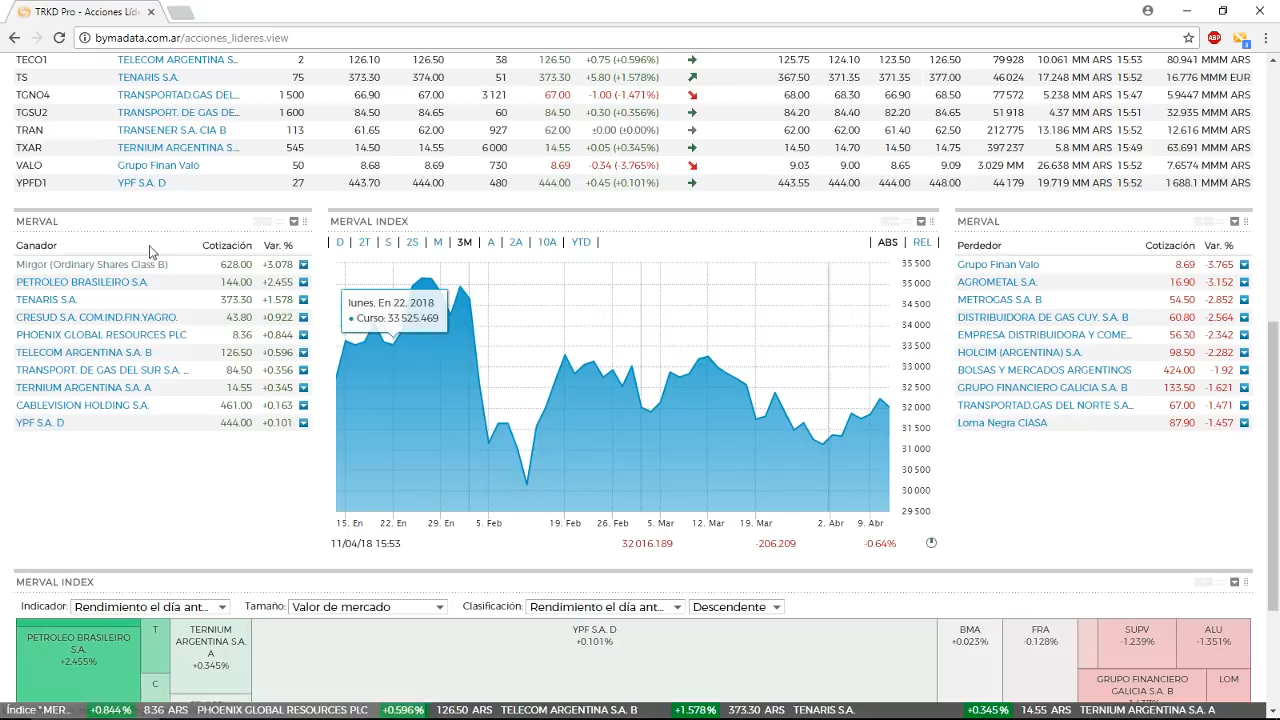 TRKD Pro - Acciones Líde
bymadata.com.ar/acciones_lideres.view
TECO1 TELECOM ARGENTINA S... 2 126.10 126.50 38 126.50 +0.75 (+0.596%) 125.75 124.10 123.50 126.50 79 928 10.061 MM ARS 15:53 80.941 MMM ARS
TS TENARIS S.A. 75 373.30 374.00 51 373.30 +5.80 (+1.578%) 367.50 371.35 371.35 377.00 46 024 17.248 MM ARS 15:52 16.776 MMM EUR
TGNO4 TRANSPORTAD.GAS DEL... 1 500 66.90 67.00 3 121 67.00 -1.00 (-1.471%) 68.00 68.30 66.90 68.50 77 572 5.238 MM ARS 15:47 5.9447 MMM ARS
TGSU2 TRANSPORT. DE GAS DE... 1 600 84.50 84.65 60 84.50 +0.30 (+0.356%) 84.20 84.40 82.20 84.65 51 918 4.37 MM ARS 15:51 32.935 MMM ARS
TRAN TRANSENER S.A. CIA B 113 61.65 62.00 927 62.00 ±0.00 (±0.00%) 62.00 62.00 61.40 62.50 212 775 13.186 MM ARS 15:52 12.616 MMM ARS
TXAR TERNIUM ARGENTINA S.... 545 14.50 14.55 6 000 14.55 +0.05 (+0.345%) 14.50 14.70 14.50 14.75 397 237 5.8 MM ARS 15:49 63.691 MMM ARS
VALO Grupo Finan Valo 50 8.68 8.69 730 8.69 -0.34 (-3.765%) 9.03 9.00 8.65 9.09 3.029 MM 26.638 MM ARS 15:52 7.6574 MMM ARS
YPFD1 YPF S.A. D 27 443.70 444.00 480 444.00 +0.45 (+0.101%) 443.55 444.00 444.00 448.00 44 179 19.719 MM ARS 15:52 1 688.1 MMM ARS
MERVAL
Ganador Cotización Var. %
Mirgor (Ordinary Shares Class B) 628.00 +3.078
PETROLEO BRASILEIRO S.A. 144.00 +2.455
TENARIS S.A. 373.30 +1.578
CRESUD S.A. COM.IND.FIN.YAGRO. 43.80 +0.922
PHOENIX GLOBAL RESOURCES PLC 8.36 +0.844
TELECOM ARGENTINA S.A. B 126.50 +0.596
TRANSPORT. DE GAS DEL SUR S.A. ... 84.50 +0.356
TERNIUM ARGENTINA S.A. A 14.55 +0.345
CABLEVISION HOLDING S.A. 461.00 +0.163
YPF S.A. D 444.00 +0.101
MERVAL INDEX
D 2T S 2S M 3M A 2A 10A YTD ABS REL
lunes, En 22, 2018
Curso: 33 525.469
35 500
35 000
34 500
34 000
33 500
33 000
32 500
32 000
31 500
31 000
30 500
30 000
29 500
15. En 22. En 29. En 5. Feb 19. Feb 26. Feb 5. Mar 12. Mar 19. Mar 2. Abr 9. Abr
11/04/18 15:53 32 016.189 -206.209 -0.64%
MERVAL
Perdedor Cotización Var. %
Grupo Finan Valo 8.69 -3.765
AGROMETAL S.A. 16.90 -3.152
METROGAS S.A. B 54.50 -2.852
DISTRIBUIDORA DE GAS CUY. S.A. B 60.80 -2.564
EMPRESA DISTRIBUIDORA Y COME... 56.30 -2.342
HOLCIM (ARGENTINA) S.A. 98.50 -2.282
BOLSAS Y MERCADOS ARGENTINOS 424.00 -1.92
GRUPO FINANCIERO GALICIA S.A. B 133.50 -1.621
TRANSPORTAD.GAS DEL NORTE S.A... 67.00 -1.471
Loma Negra CIASA 87.90 -1.457
MERVAL INDEX
Indicador: Rendimiento el día ant... Tamaño: Valor de mercado Clasificación: Rendimiento el día ant... Descendente
PETROLEO BRASILEIRO
S.A.
+2.455%
T
C
TERNIUM
ARGENTINA S.A.
A
+0.345%
YPF S.A. D
+0.101%
BMA
+0.023%
FRA
-0.128%
SUPV
-1.239%
ALU
-1.351%
GRUPO FINANCIERO
GALICIA S.A. B
LOM
Índice ".MER... +0.844% 8.36 ARS PHOENIX GLOBAL RESOURCES PLC +0.596% 126.50 ARS TELECOM ARGENTINA S.A. B +1.578% 373.30 ARS TENARIS S.A. +0.345% 14.55 ARS TERNIUM ARGENTINA S.A. A